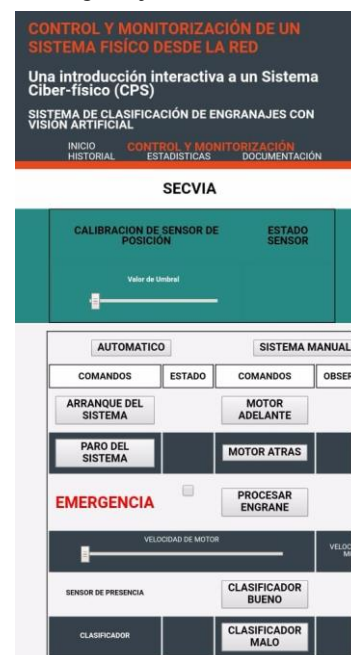 CONTROL Y MONITORIZACIÓN DE UN
SISTEMA FISÍCO DESDE LA RED
Una introducción interactiva a un Sistema
Ciber-físico (CPS)
SISTEMA DE CLASIFICACIÓN DE ENGRANAJES CON
VISIÓN ARTIFICIAL
INICIO CONTROL Y MONITORIZACIÓN
HISTORIAL ESTADISTICAS DOCUMENTACIÓN
SECVIA
CALIBRACION DE SENSOR DE
POSICIÓN
ESTADO
SENSOR
Valor de Umbral
AUTOMATICO SISTEMA MANUAL
COMANDOS ESTADO COMANDOS OBSER
ARRANQUE DEL
SISTEMA
MOTOR
ADELANTE
PARO DEL
SISTEMA
MOTOR ATRAS
EMERGENCIA
PROCESAR
ENGRANE
VELOCIDAD DE MOTOR
VELOC
SENSOR DE PRESENCIA
CLASIFICADOR
BUENO
CLASIFICADOR
CLASIFICADOR
MALO